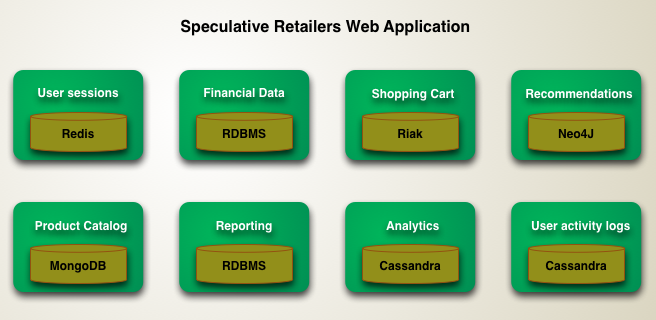 Speculative Retailers Web Application
User sessions
Redis
Financial Data
RDBMS
Shopping Cart
Riak
Recommendations
Neo4J
Product Catalog
MongoDB
Reporting
RDBMS
Analytics
Cassandra
User activity logs
Cassandra